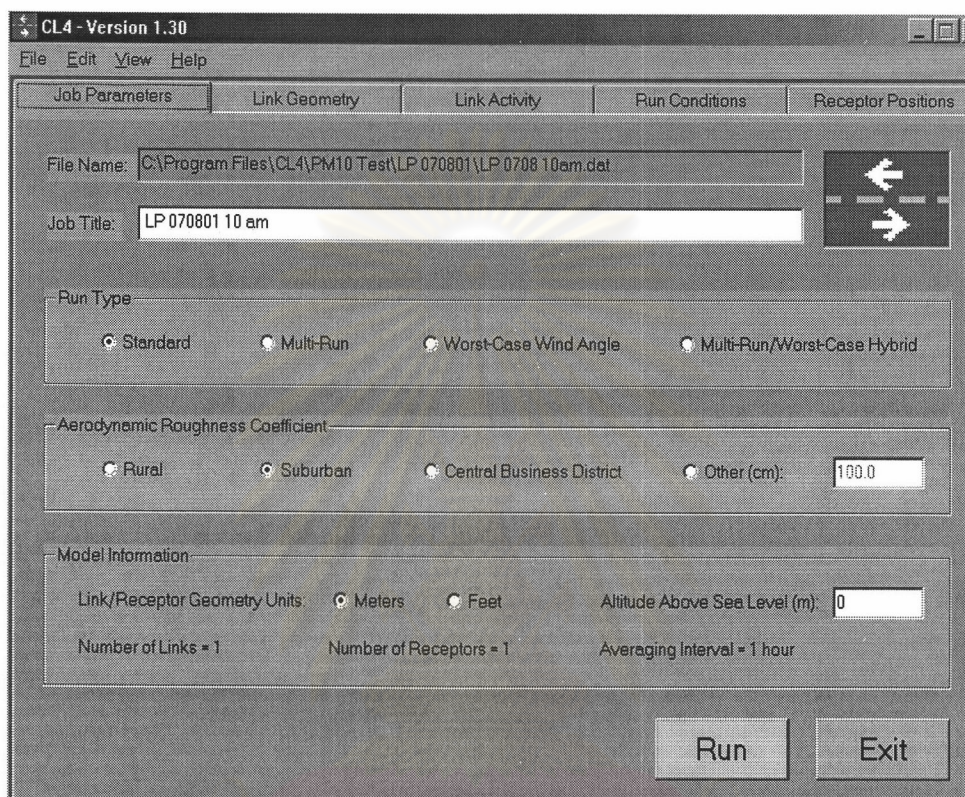 CL4 - Version 1.30
File Edit View Help
Job Parameters Link Geometry Link Activity Run Conditions Receptor Positions
File Name: C:\Program Files\CL4\PM10 Test\LP 070801\LP 0708 10am.dat
Job Title: LP 070801 10 am
Run Type
Standard Multi-Run Worst-Case Wind Angle Multi-Run/Worst-Case Hybrid
Aerodynamic Roughness Coefficient
Rural Suburban Central Business District Other (cm): 100.0
Model Information
Link/Receptor Geometry Units: Meters Feet Altitude Above Sea Level (m): 0
Number of Links = 1 Number of Receptors = 1 Averaging Interval = 1 hour
Run Exit